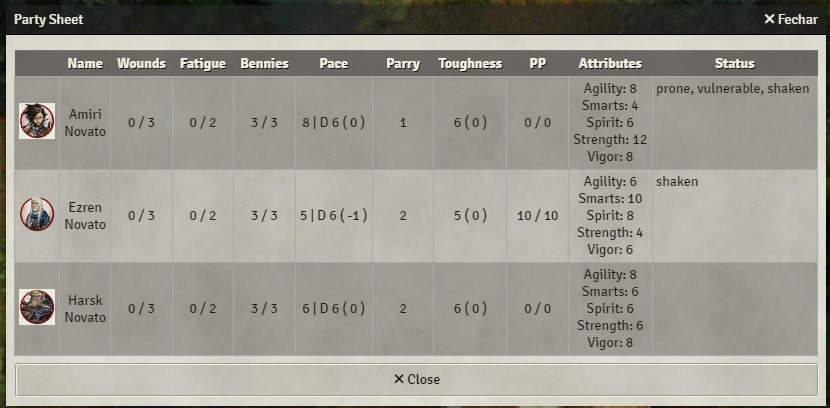 Party Sheet
✕ Fechar
Name Wounds Fatigue Bennies Pace Parry Toughness PP Attributes Status
Amiri Novato 0 / 3 0 / 2 3 / 3 8 | D 6 ( 0 ) 1 6 ( 0 ) 0 / 0
Agility: 8
Smarts: 4
Spirit: 6
Strength: 12
Vigor: 8
prone, vulnerable, shaken
Ezren Novato 0 / 3 0 / 2 3 / 3 5 | D 6 ( -1 ) 2 5 ( 0 ) 10 / 10
Agility: 6
Smarts: 10
Spirit: 8
Strength: 4
Vigor: 6
shaken
Harsk Novato 0 / 3 0 / 2 3 / 3 6 | D 6 ( 0 ) 2 6 ( 0 ) 0 / 0
Agility: 8
Smarts: 6
Spirit: 6
Strength: 6
Vigor: 8
✕ Close